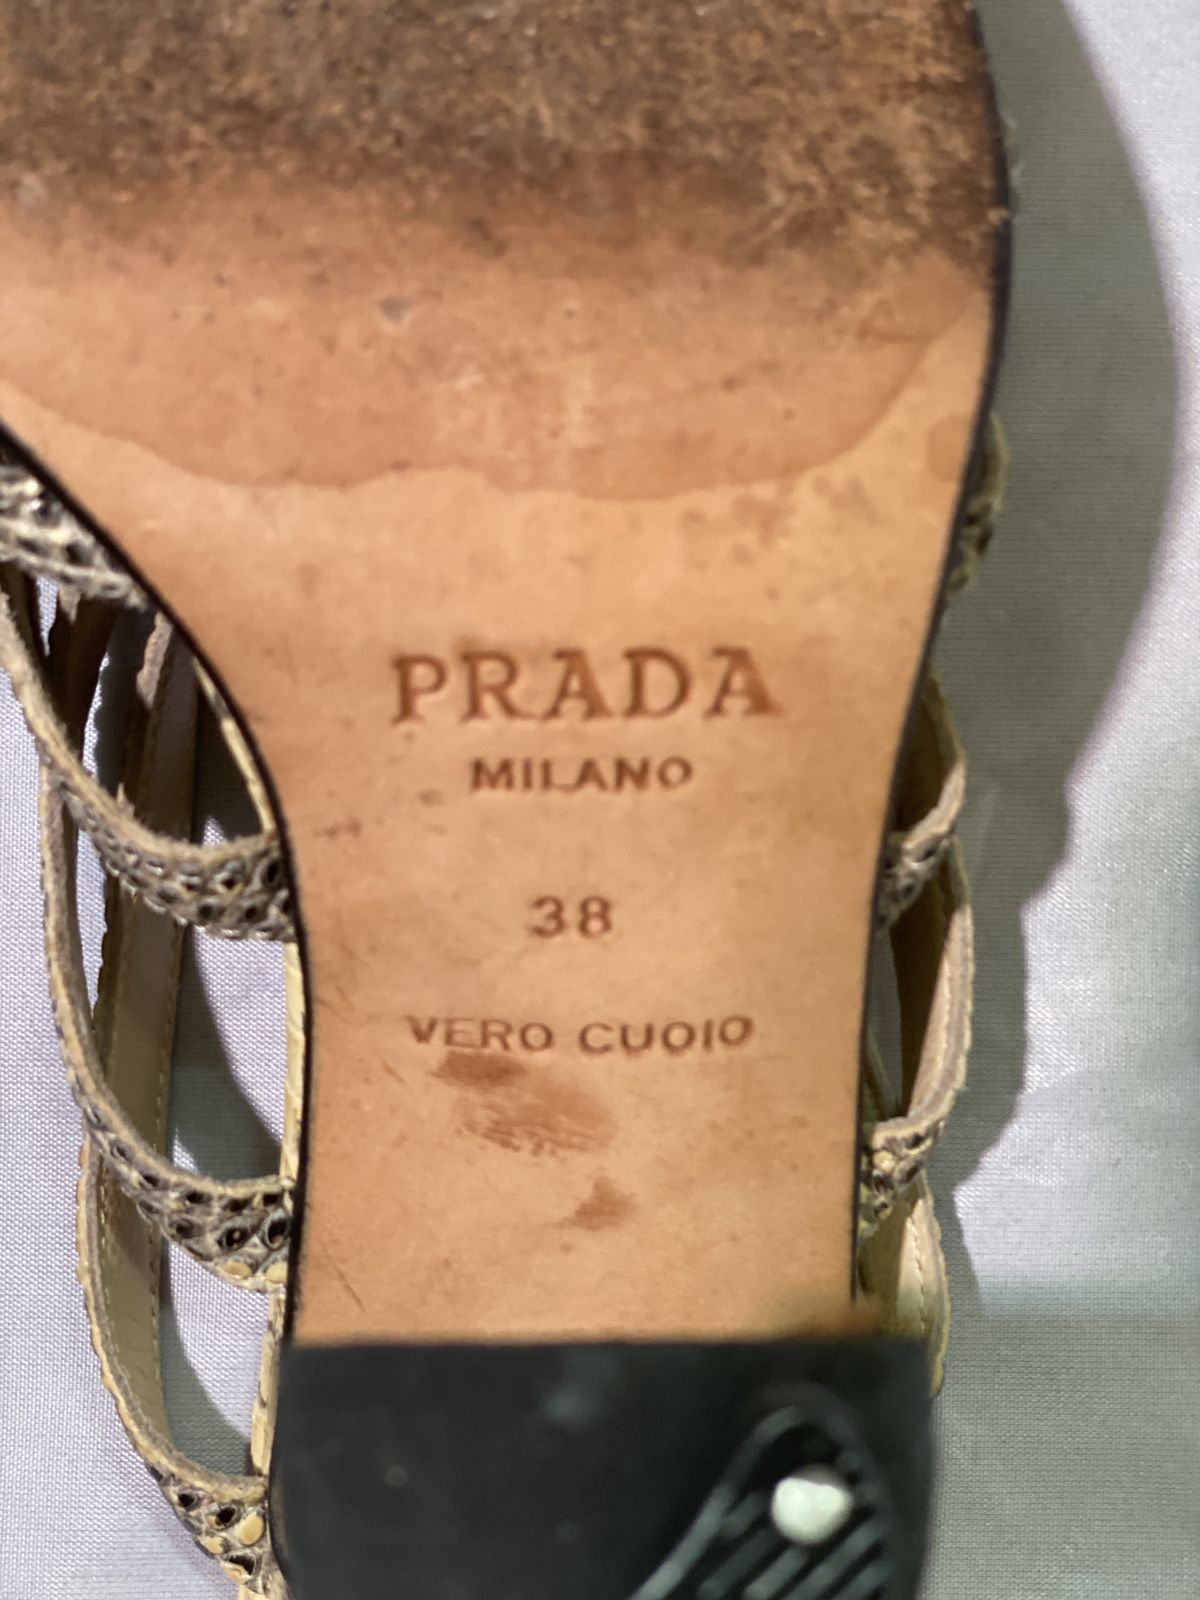 PRADA
MILANO
38
VERO CUOIO